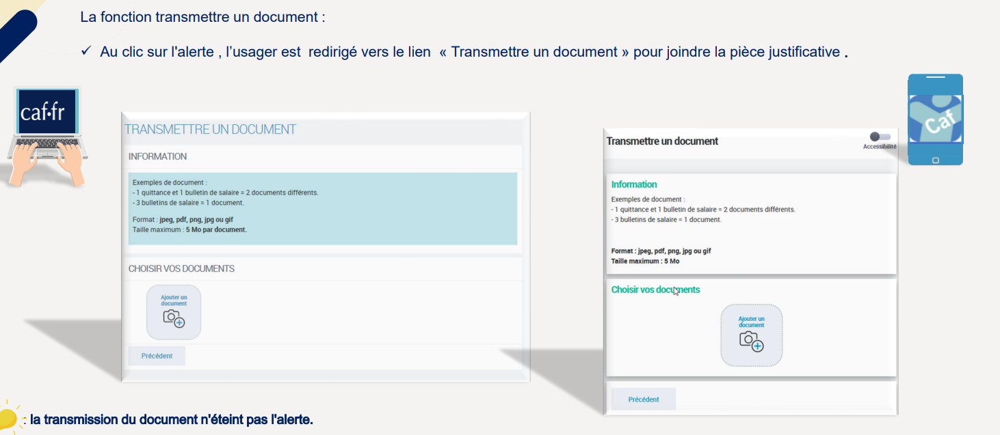 La fonction transmettre un document :
✓ Au clic sur l'alerte , l’usager est redirigé vers le lien « Transmettre un document » pour joindre la pièce justificative .
caf.fr
TRANSMETTRE UN DOCUMENT
INFORMATION
Exemples de document :
- 1 quittance et 1 bulletin de salaire = 2 documents différents.
- 3 bulletins de salaire = 1 document.
Format : jpeg, pdf, png, jpg ou gif
Taille maximum : 5 Mo par document.
CHOISIR VOS DOCUMENTS
Ajouter un
document
Précédent
Caf
Transmettre un document
Accessibilité
Information
Exemples de document :
- 1 quittance et 1 bulletin de salaire = 2 documents différents.
- 3 bulletins de salaire = 1 document.
Format : jpeg, pdf, png, jpg ou gif
Taille maximum : 5 Mo
Choisir vos documents
Ajouter un
document
Précédent
: la transmission du document n'éteint pas l'alerte.